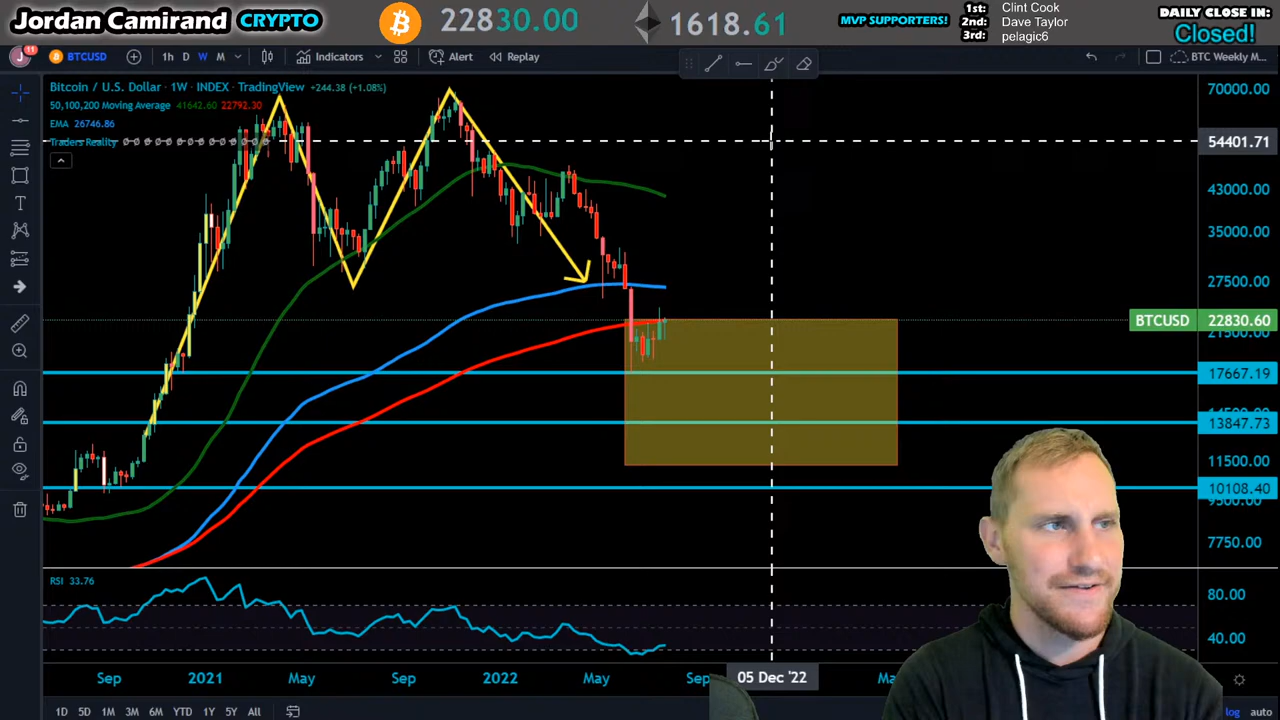 Jordan Camirand CRYPTO
22830.00
1618.61
MVP SUPPORTERS!
1st: Clint Cook
2nd: Dave Taylor
3rd: pelagic6
DAILY CLOSE IN:
Closed!
J 11
BTCUSD
1h D W M
Indicators
Alert
Replay
BTC Weekly M...
Bitcoin / U.S. Dollar · 1W · INDEX · TradingView +244.38 (+1.08%)
50,100,200 Moving Average 41642.60 22792.30
EMA 26746.86
Traders Reality Ø Ø Ø Ø Ø Ø Ø Ø Ø Ø Ø Ø Ø
70000.00
54401.71
43000.00
35000.00
27500.00
BTCUSD 22830.60
21500.00
17667.19
13847.73
11500.00
10108.40
7750.00
RSI 33.76
80.00
40.00
Sep 2021 May Sep 2022 May Sep 05 Dec '22
1D 5D 1M 3M 6M YTD 1Y 5Y All
log auto